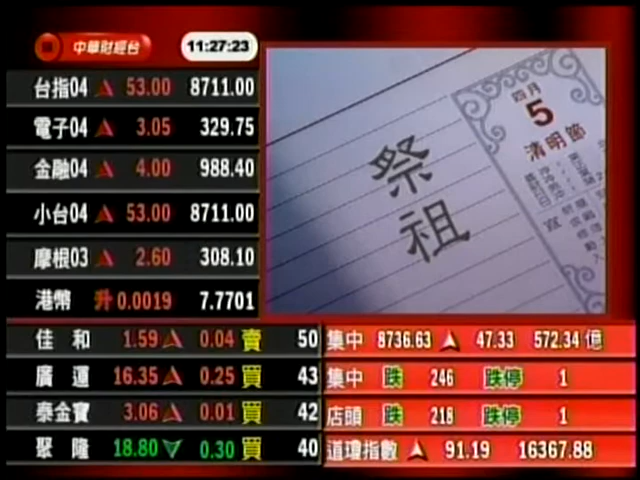 中華財經台 11:27:23
台指04 53.00 8711.00
電子04 3.05 329.75
金融04 4.00 988.40
小台04 53.00 8711.00
摩根03 2.60 308.10
港幣 升0.0019 7.7701
四月
5
清明節
宜
祭祖
佳和 1.59 0.04 賣 50
廣運 16.35 0.25 買 43
泰金寶 3.06 0.01 買 42
聚隆 18.80 0.30 買 40
集中 8736.63 47.33 572.34億
集中 跌 246 跌停 1
店頭 跌 218 跌停 1
道瓊指數 91.19 16367.88